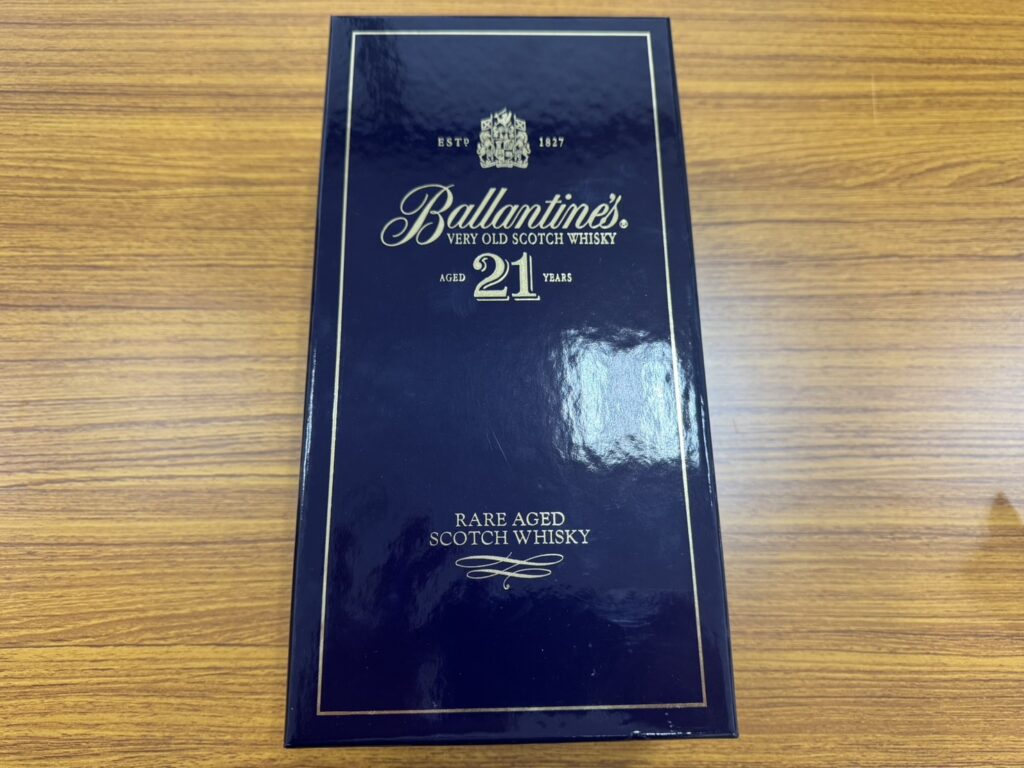 ESTD 1827
Ballantine's®
VERY OLD SCOTCH WHISKY
AGED 21 YEARS
RARE AGED
SCOTCH WHISKY